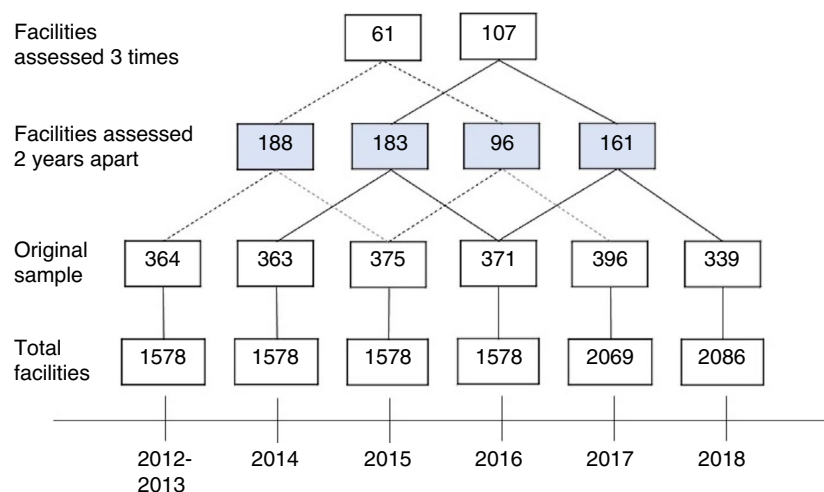 Facilities
assessed 3 times
61 107
Facilities assessed
2 years apart
188 183 96 161
Original
sample
364 363 375 371 396 339
Total
facilities
1578 1578 1578 1578 2069 2086
2012-
2013
2014 2015 2016 2017 2018